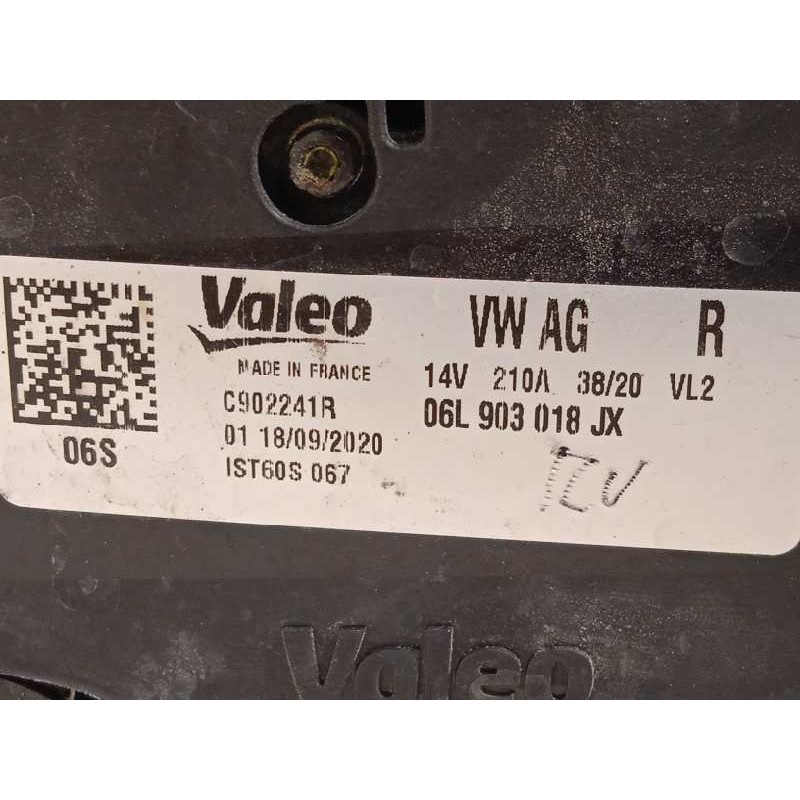 Valeo
MADE IN FRANCE
C902241R
01 18/09/2020
IST60S 067
06S
VW AG R
14V 210A 38/20 VL2
06L 903 018 JX
Valeo